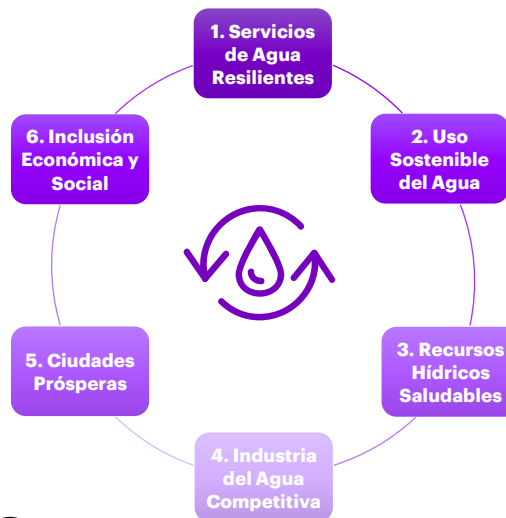 1. Servicios
de Agua
Resilientes
2. Uso
Sostenible
del Agua
3. Recursos
Hídricos
Saludables
4. Industria
del Agua
Competitiva
5. Ciudades
Prósperas
6. Inclusión
Económica y
Social